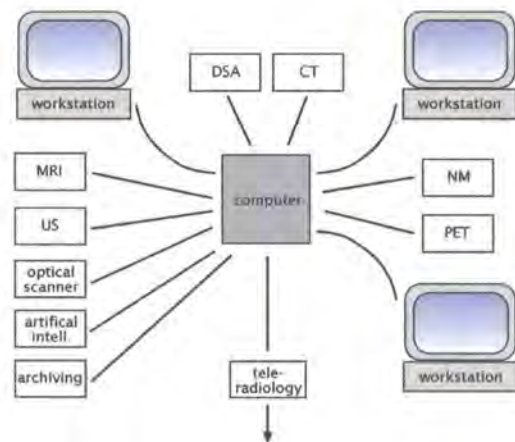 DSA
CT
workstation
workstation
MRI
computer
NM
US
PET
optical
scanner
artifical
intell.
archiving
tele-
radiology
workstation